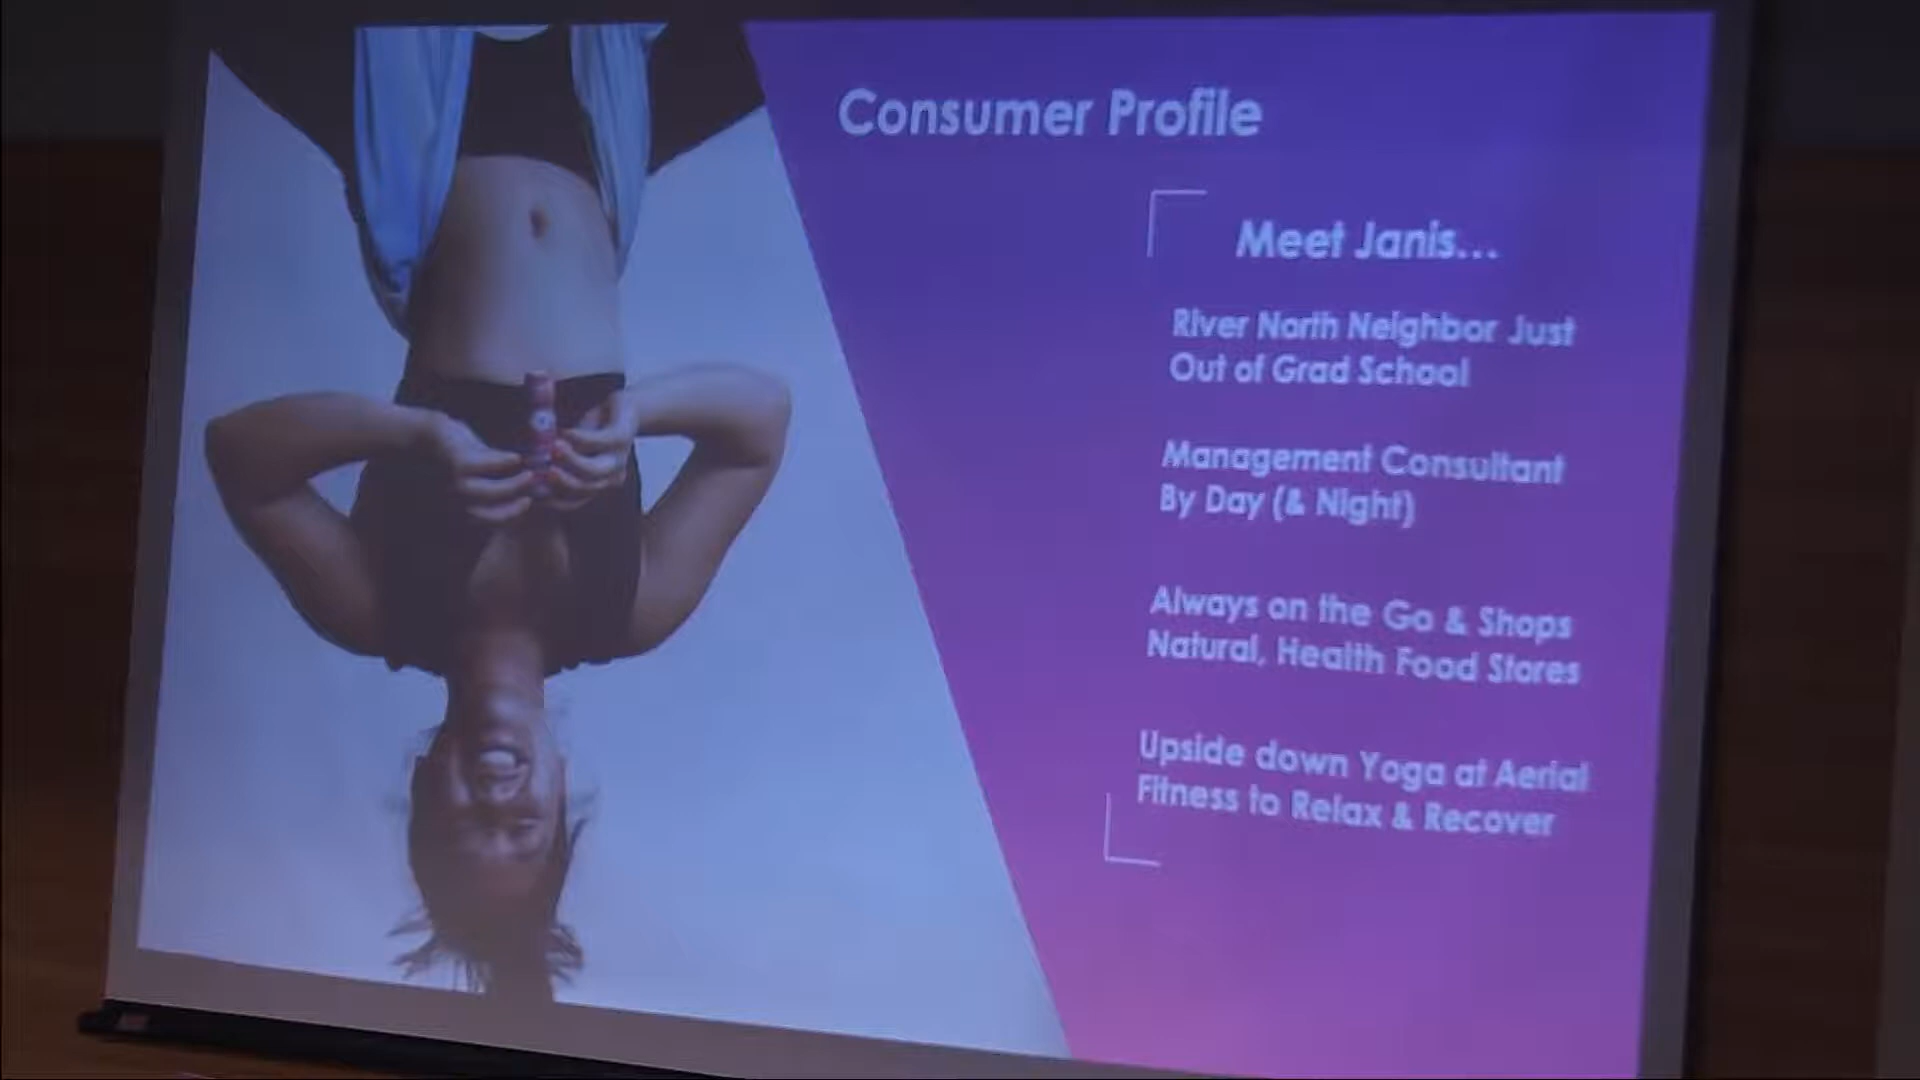 Consumer Profile
Meet Janis...
River North Neighbor Just
Out of Grad School
Management Consultant
By Day (& Night)
Always on the Go & Shops
Natural, Health Food Stores
Upside down Yoga at Aerial
Fitness to Relax & Recover